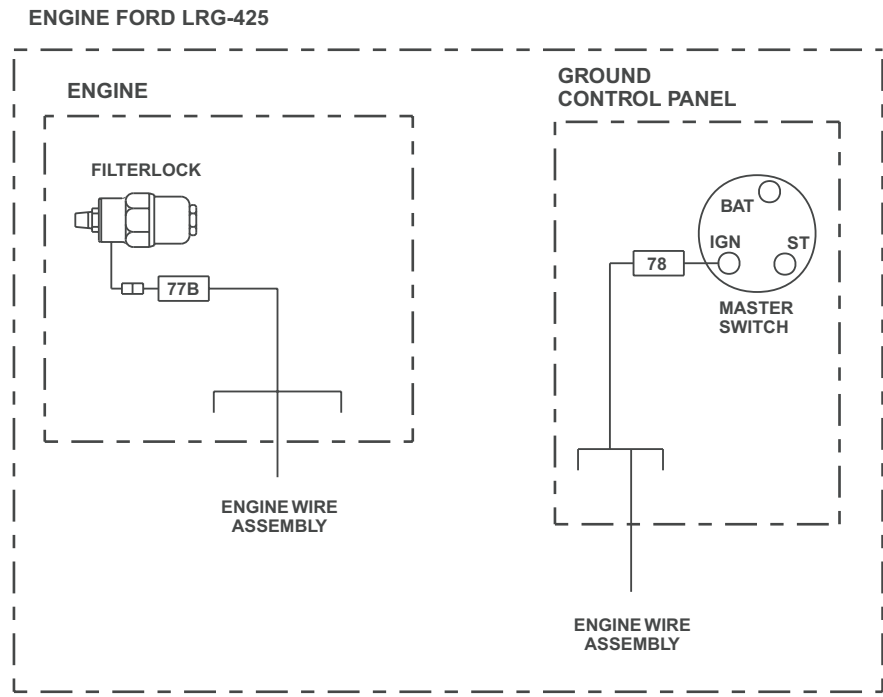 ENGINE FORD LRG-425
ENGINE
FILTERLOCK
77B
ENGINE WIRE
ASSEMBLY
GROUND
CONTROL PANEL
BAT
IGN
ST
78
MASTER
SWITCH
ENGINE WIRE
ASSEMBLY